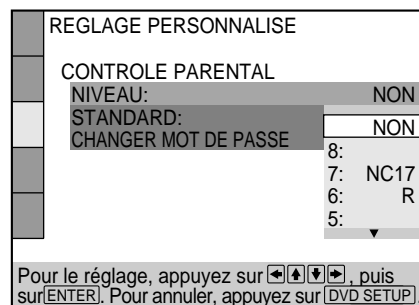 REGLAGE PERSONNALISE
CONTROLE PARENTAL
NIVEAU: NON
STANDARD: NON
CHANGER MOT DE PASSE
8:
7: NC17
6: R
5:
Pour le réglage, appuyez sur ←↑↓→, puis
sur ENTER. Pour annuler, appuyez sur DVD SETUP